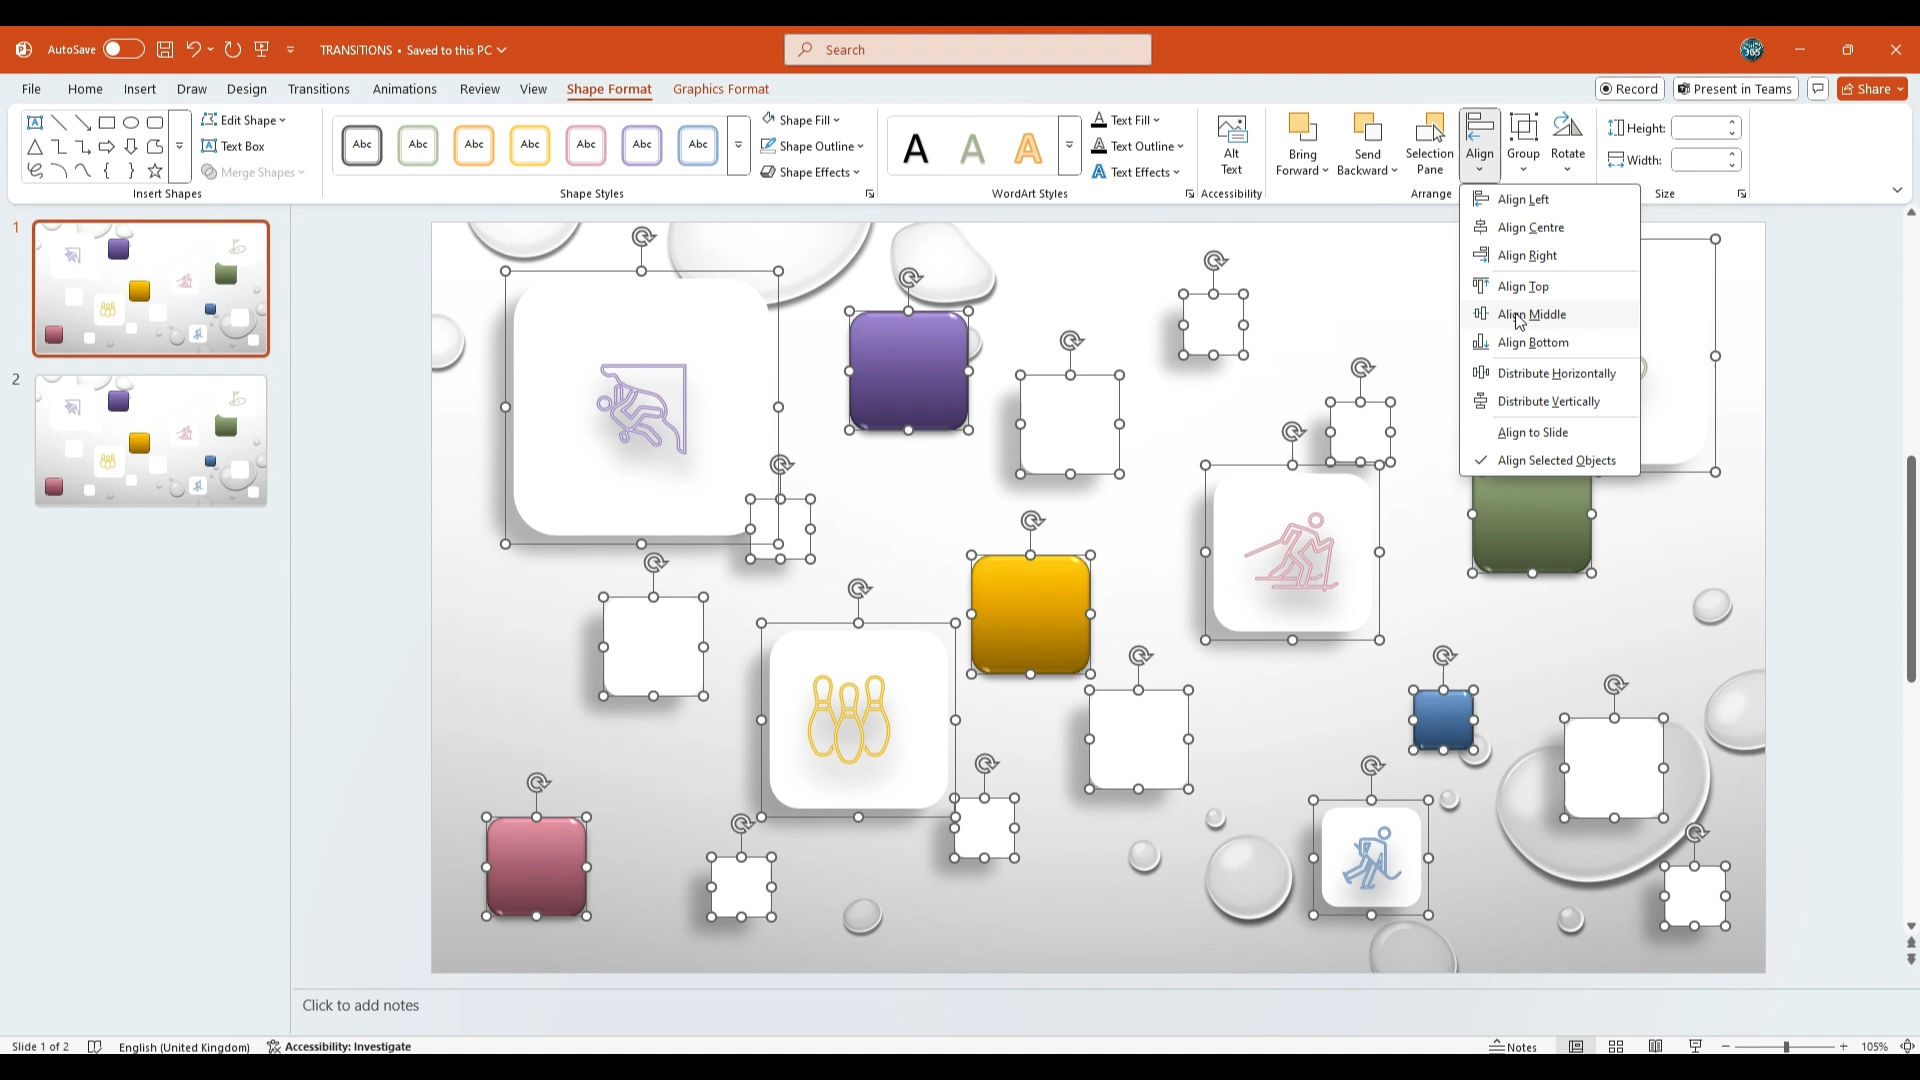 AutoSave
TRANSITIONS • Saved to this PC
Search
File Home Insert Draw Design Transitions Animations Review View Shape Format Graphics Format
Record Present in Teams Share
Edit Shape
Text Box
Merge Shapes
Insert Shapes
Abc Abc Abc Abc Abc Abc Abc
Shape Fill
Shape Outline
Shape Effects
Shape Styles
A A A
Text Fill
Text Outline
Text Effects
WordArt Styles
Alt
Text
Accessibility
Bring
Forward
Send
Backward
Selection
Pane
Align
Group
Rotate
Arrange
Height:
Width:
Size
Align Left
Align Centre
Align Right
Align Top
Align Middle
Align Bottom
Distribute Horizontally
Distribute Vertically
Align to Slide
Align Selected Objects
1
2
Click to add notes
Slide 1 of 2 English (United Kingdom) Accessibility: Investigate Notes 105%